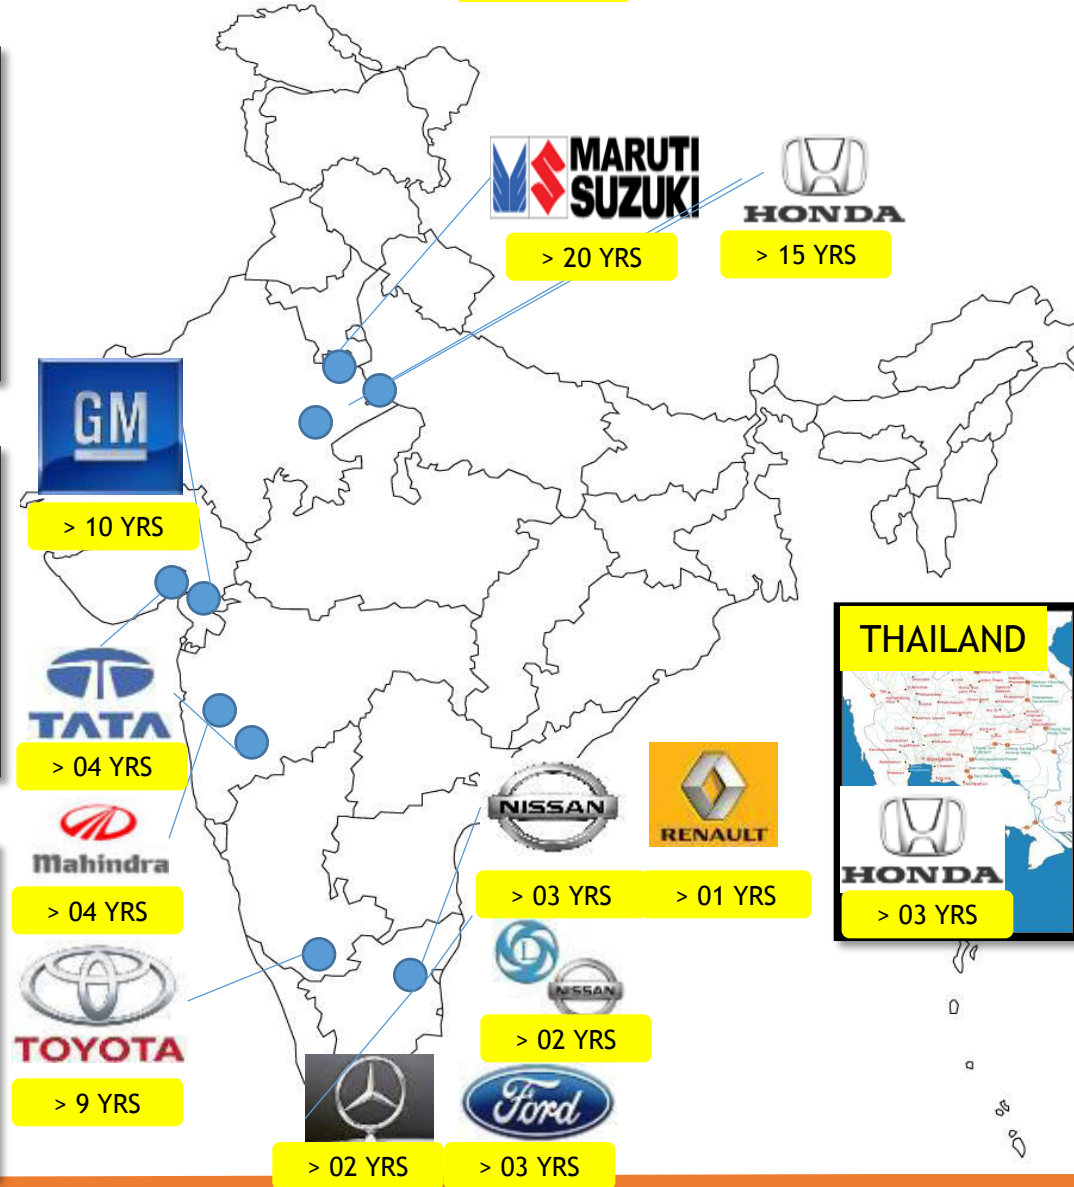 MARUTI
SUZUKI
> 20 YRS
HONDA
> 15 YRS
GM
> 10 YRS
TATA
> 04 YRS
Mahindra
> 04 YRS
TOYOTA
> 9 YRS
NISSAN
> 03 YRS
RENAULT
> 01 YRS
L
NISSAN
> 02 YRS
> 02 YRS
Ford
> 03 YRS
THAILAND
Bangkok
HONDA
> 03 YRS